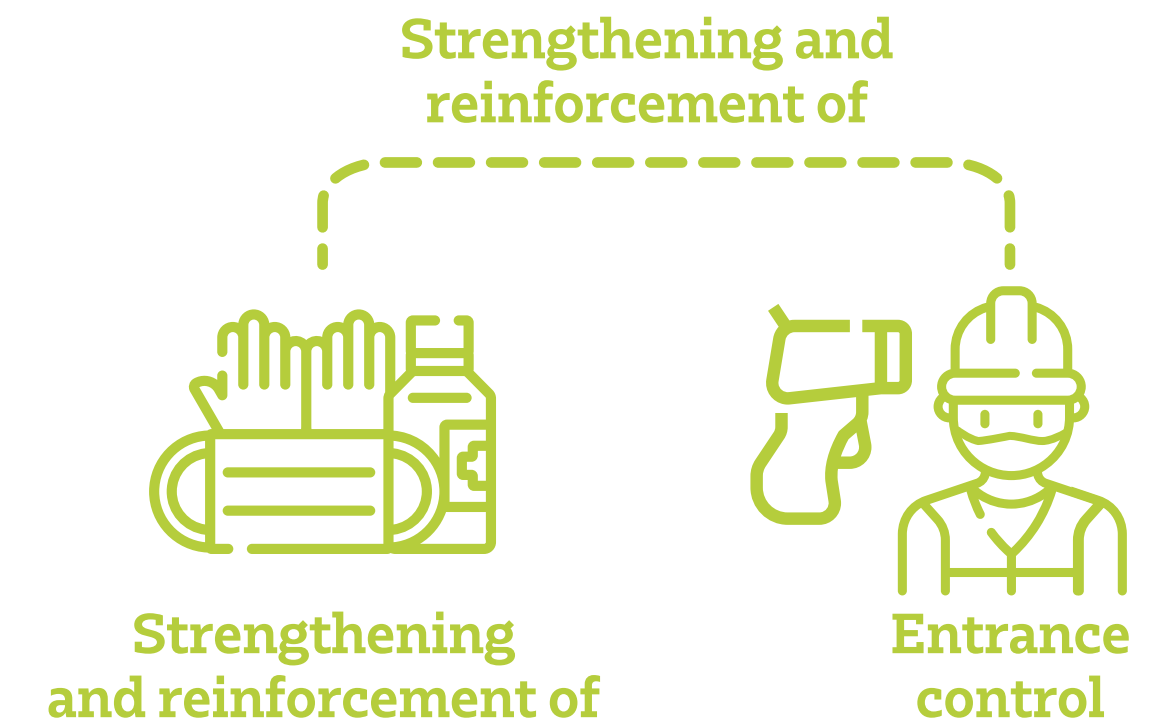 Strengthening and
reinforcement of
Strengthening
and reinforcement of
Entrance
control